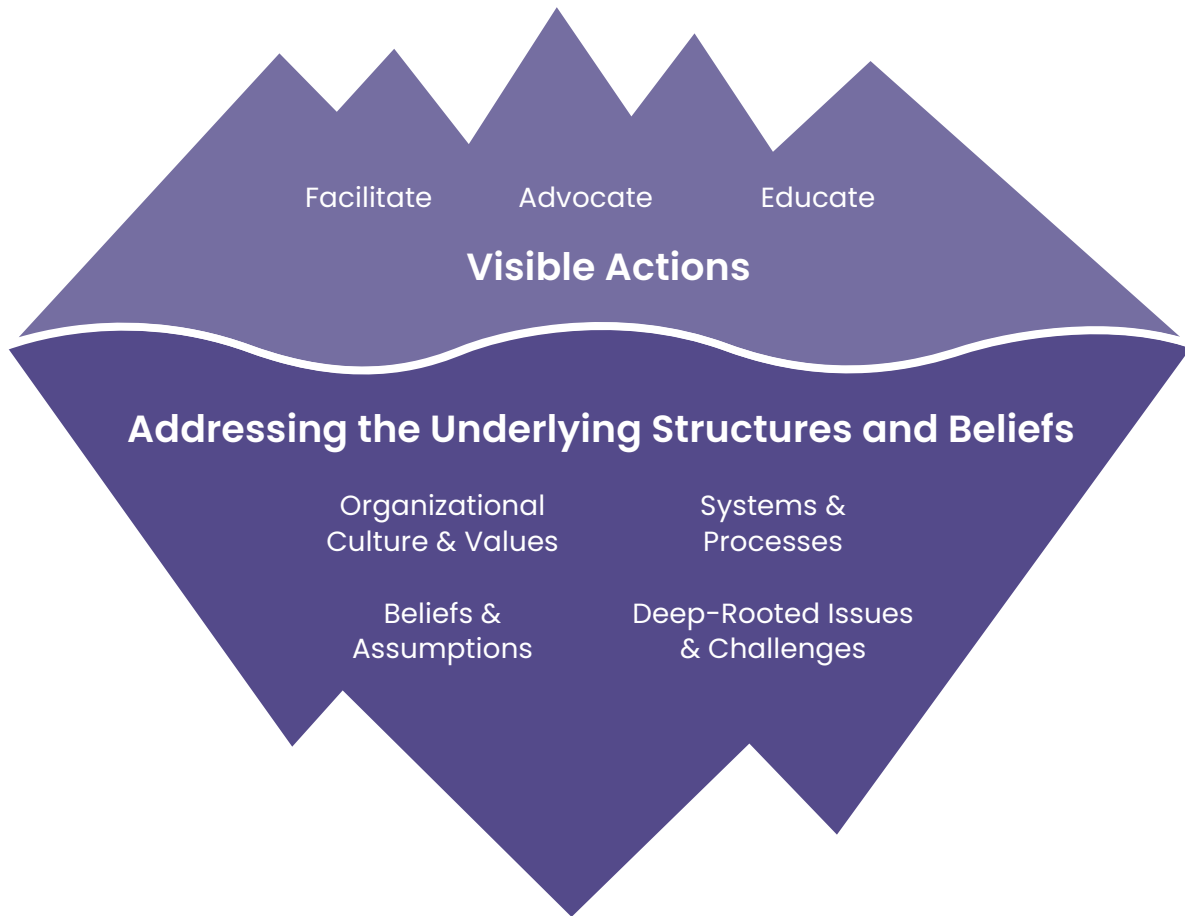 Facilitate Advocate Educate
Visible Actions
Addressing the Underlying Structures and Beliefs
Organizational
Culture & Values
Systems &
Processes
Beliefs &
Assumptions
Deep-Rooted Issues
& Challenges